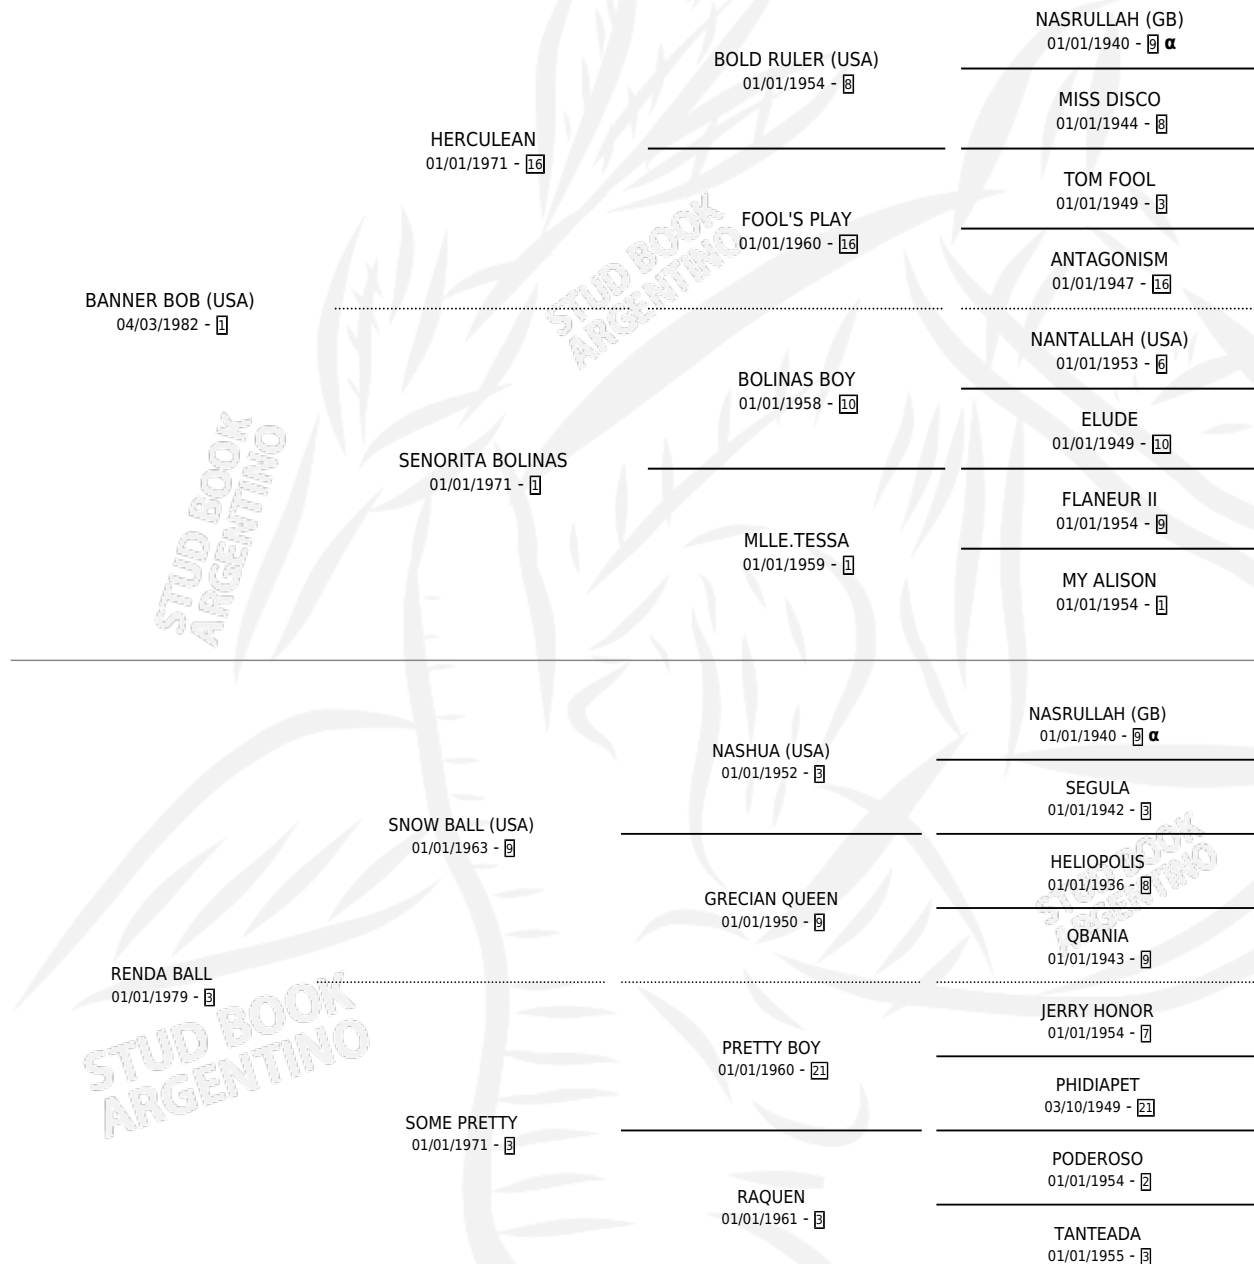 NASRULLAH (GB)
01/01/1940 - 9 α
BOLD RULER (USA)
01/01/1954 - 8
MISS DISCO
01/01/1944 - 8
HERCULEAN
01/01/1971 - 16
TOM FOOL
01/01/1949 - 3
FOOL'S PLAY
01/01/1960 - 16
ANTAGONISM
01/01/1947 - 16
BANNER BOB (USA)
04/03/1982 - 1
NANTALLAH (USA)
01/01/1953 - 6
BOLINAS BOY
01/01/1958 - 10
ELUDE
01/01/1949 - 10
SENORITA BOLINAS
01/01/1971 - 1
FLANEUR II
01/01/1954 - 9
MLLE.TESSA
01/01/1959 - 1
MY ALISON
01/01/1954 - 1
NASRULLAH (GB)
01/01/1940 - 9 α
NASHUA (USA)
01/01/1952 - 3
SEGULA
01/01/1942 - 3
SNOW BALL (USA)
01/01/1963 - 9
HELIOPOLIS
01/01/1936 - 8
GRECIAN QUEEN
01/01/1950 - 9
QBANIA
01/01/1943 - 9
RENDA BALL
01/01/1979 - 3
JERRY HONOR
01/01/1954 - 7
PRETTY BOY
01/01/1960 - 21
PHIDIAPET
03/10/1949 - 21
SOME PRETTY
01/01/1971 - 3
PODEROSO
01/01/1954 - 2
RAQUEN
01/01/1961 - 3
TANTEADA
01/01/1955 - 3
STUD BOOK
ARGENTINO
STUD BOOK
ARGENTINO
STUD BOOK
ARGENTINO
STUD BOOK
ARGENTINO